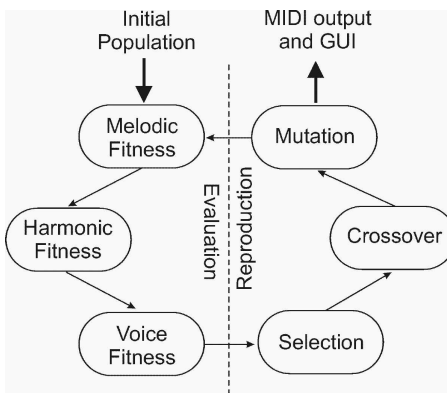 Initial
Population
MIDI output
and GUI
Melodic
Fitness
Mutation
Harmonic
Fitness
Evaluation
Reproduction
Crossover
Voice
Fitness
Selection